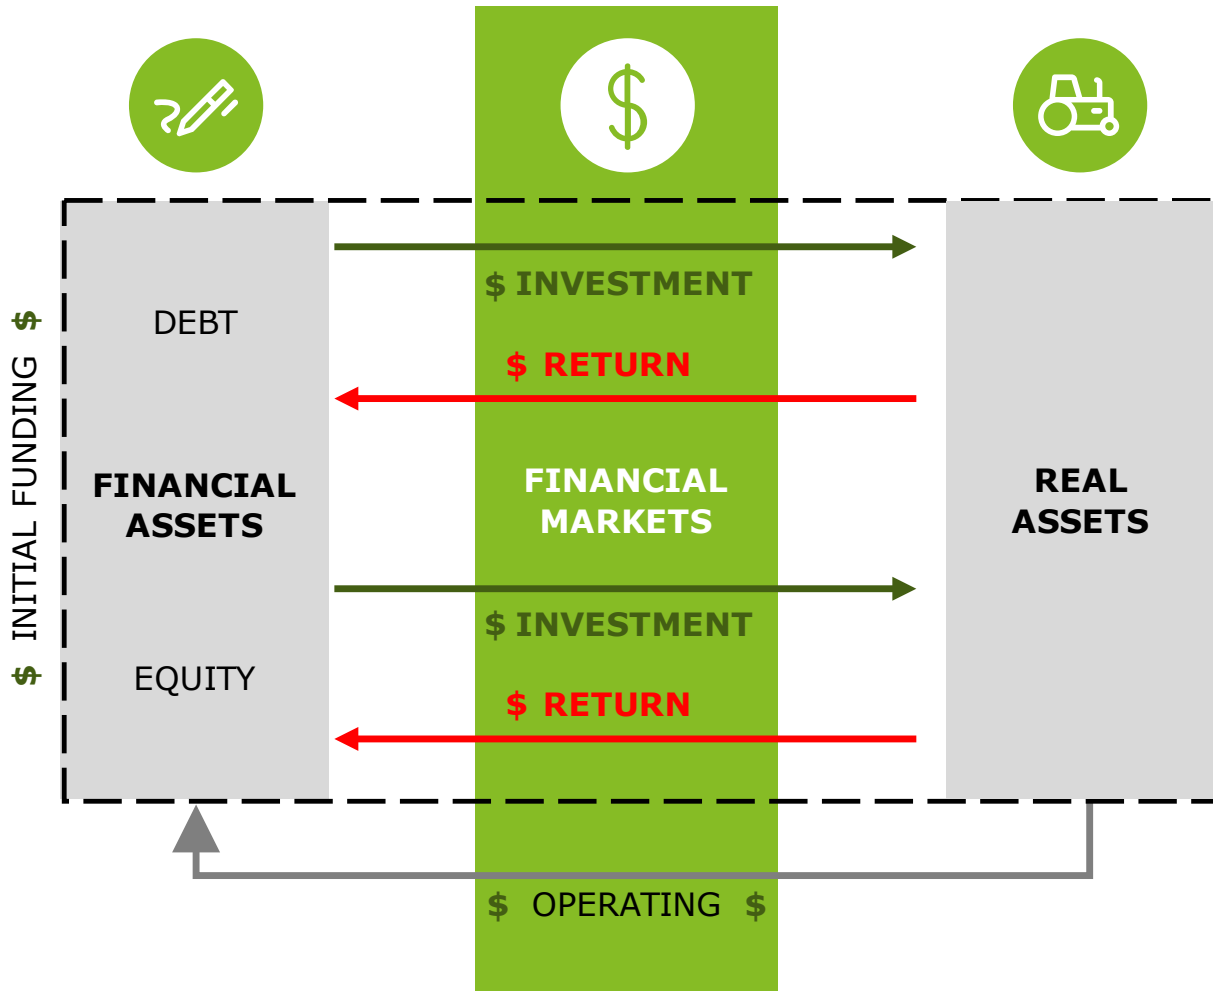 $ INITIAL FUNDING $
DEBT
FINANCIAL
ASSETS
EQUITY
$ INVESTMENT
$ RETURN
FINANCIAL
MARKETS
$ INVESTMENT
$ RETURN
REAL
ASSETS
$ OPERATING $